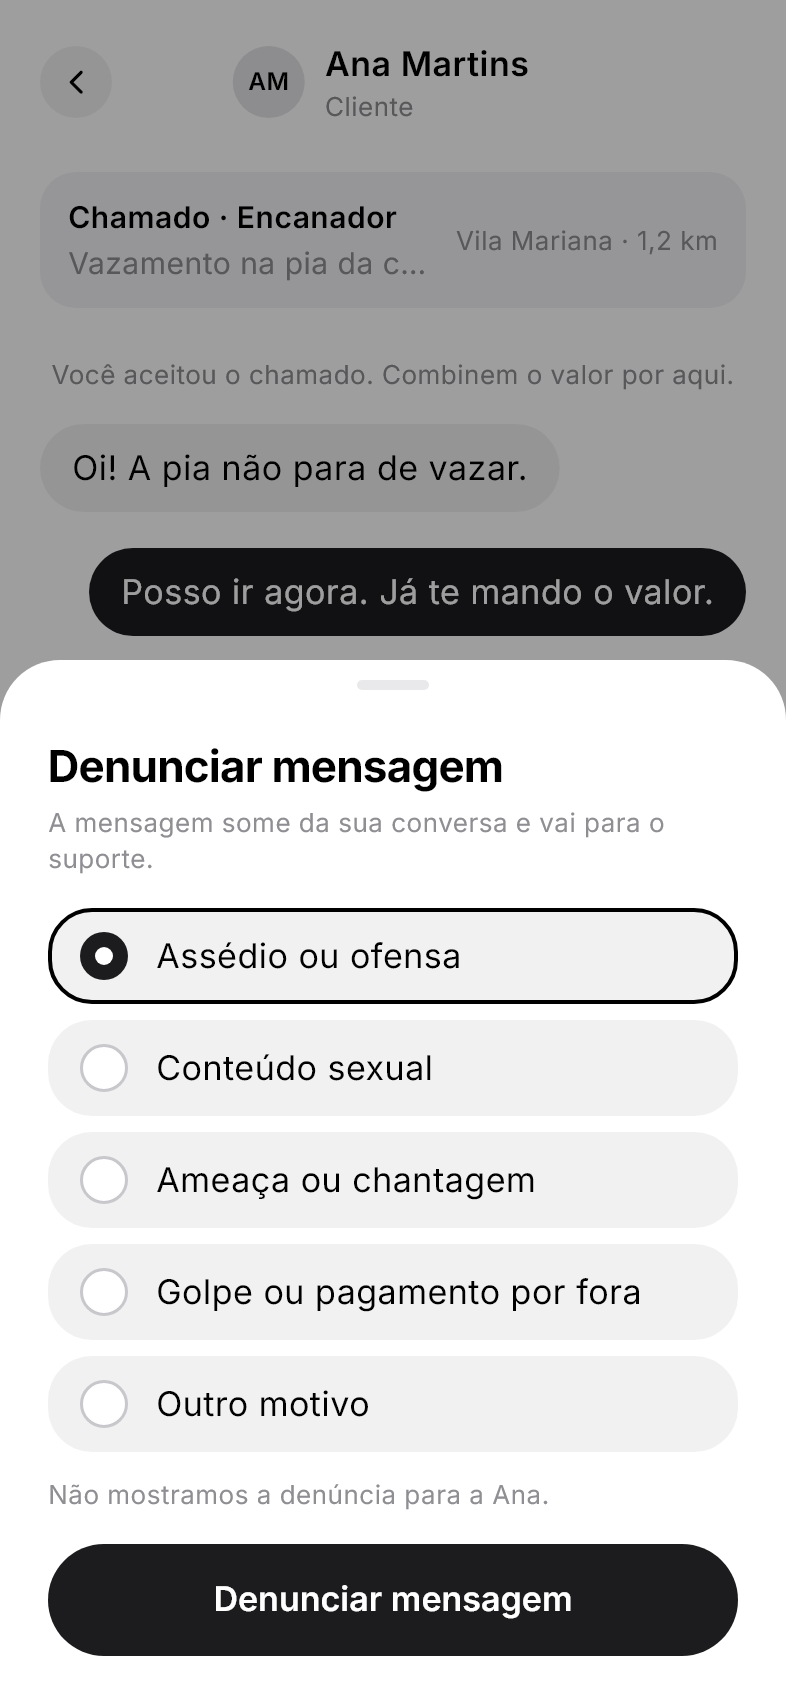 AM
Ana Martins
Cliente
Chamado · Encanador
Vazamento na pia da c...
Vila Mariana · 1,2 km
Você aceitou o chamado. Combinem o valor por aqui.
Oi! A pia não para de vazar.
Posso ir agora. Já te mando o valor.
Denunciar mensagem
A mensagem some da sua conversa e vai para o
suporte.
Assédio ou ofensa
Conteúdo sexual
Ameaça ou chantagem
Golpe ou pagamento por fora
Outro motivo
Não mostramos a denúncia para a Ana.
Denunciar mensagem